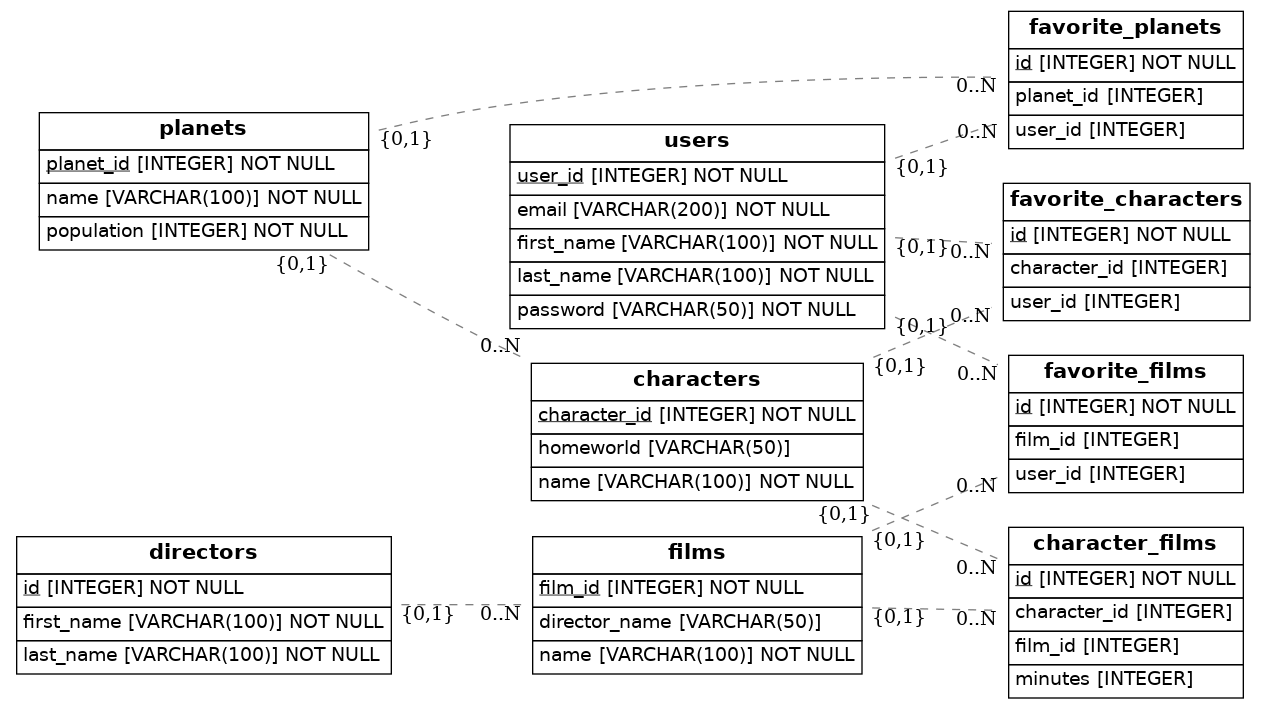 favorite_planets
id [INTEGER] NOT NULL
planet_id [INTEGER]
user_id [INTEGER]
0..N
0..N
planets
planet_id [INTEGER] NOT NULL
name [VARCHAR(100)] NOT NULL
population [INTEGER] NOT NULL
{0,1}
{0,1}
users
user_id [INTEGER] NOT NULL
email [VARCHAR(200)] NOT NULL
first_name [VARCHAR(100)] NOT NULL
last_name [VARCHAR(100)] NOT NULL
password [VARCHAR(50)] NOT NULL
{0,1}
{0,1}
{0,1}
favorite_characters
id [INTEGER] NOT NULL
character_id [INTEGER]
user_id [INTEGER]
0..N
0..N
0..N
characters
character_id [INTEGER] NOT NULL
homeworld [VARCHAR(50)]
name [VARCHAR(100)] NOT NULL
{0,1}
{0,1}
favorite_films
id [INTEGER] NOT NULL
film_id [INTEGER]
user_id [INTEGER]
0..N
0..N
directors
id [INTEGER] NOT NULL
first_name [VARCHAR(100)] NOT NULL
last_name [VARCHAR(100)] NOT NULL
{0,1}
0..N
films
film_id [INTEGER] NOT NULL
director_name [VARCHAR(50)]
name [VARCHAR(100)] NOT NULL
{0,1}
{0,1}
character_films
id [INTEGER] NOT NULL
character_id [INTEGER]
film_id [INTEGER]
minutes [INTEGER]
0..N
0..N